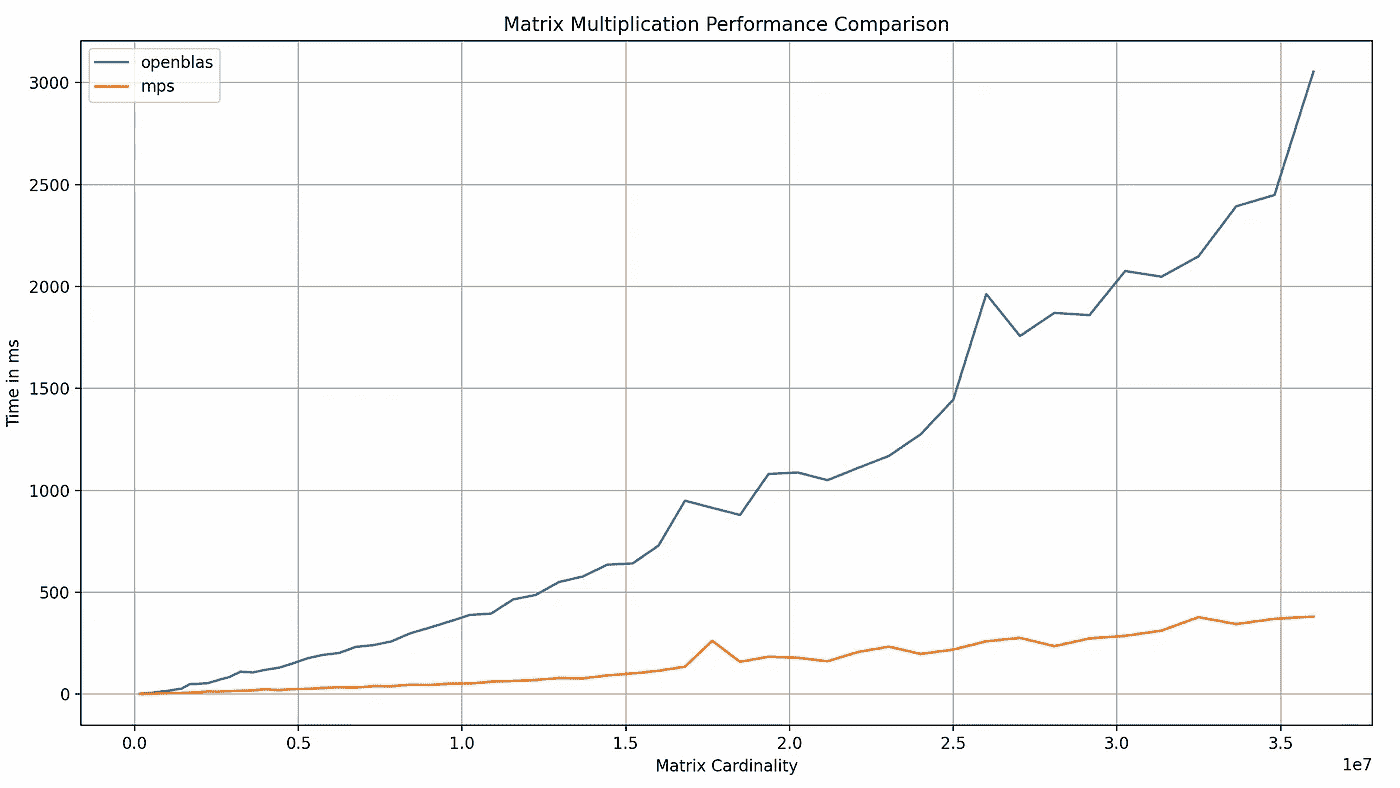 Matrix Multiplication Performance Comparison
openblas
mps
3000
2500
2000
1500
1000
500
0
Time in ms
0.0 0.5 1.0 1.5 2.0 2.5 3.0 3.5
1e7
Matrix Cardinality